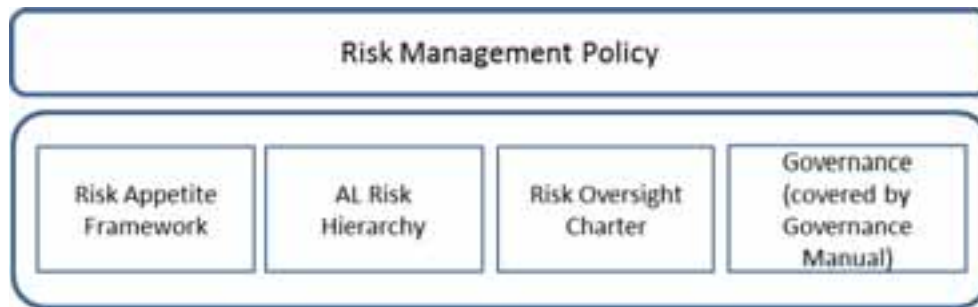 Risk Management Policy
Risk Appetite
Framework
AL Risk
Hierarchy
Risk Oversight
Charter
Governance
(covered by
Governance
Manual)